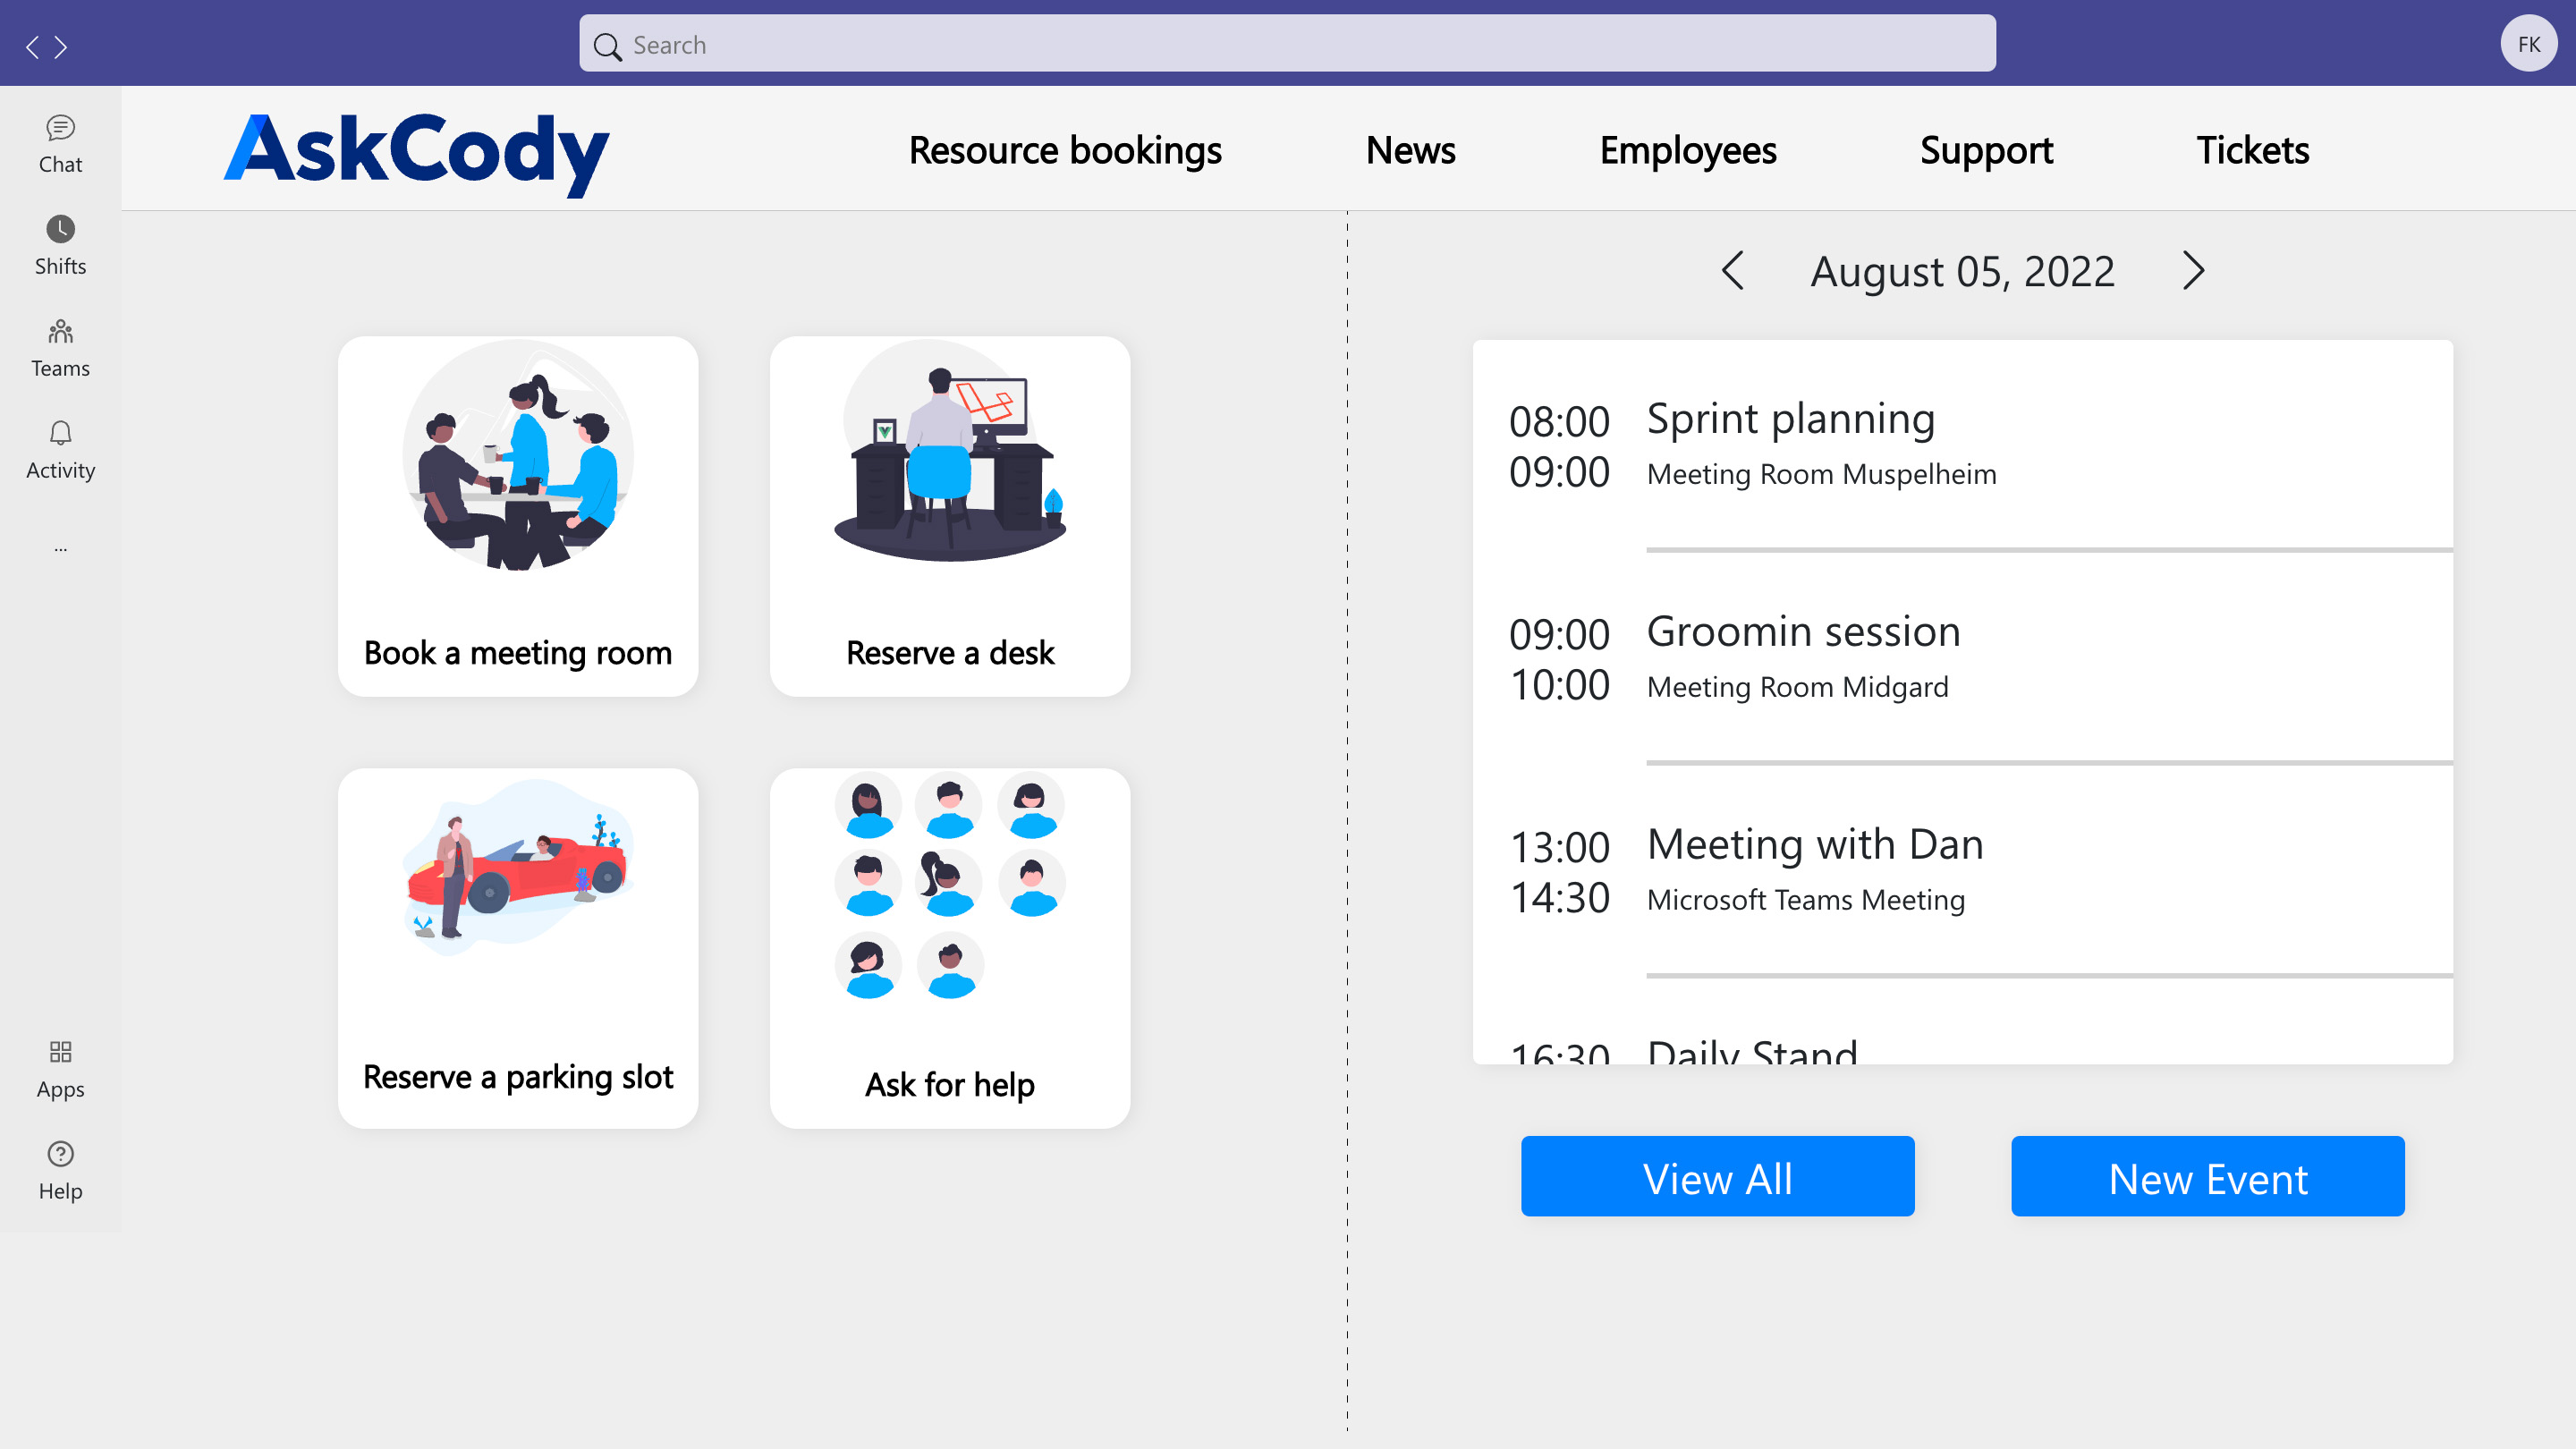 Search
FK
Chat
Shifts
Teams
Activity
...
Apps
Help
AskCody
Resource bookings
News
Employees
Support
Tickets
Book a meeting room
Reserve a desk
Reserve a parking slot
Ask for help
August 05, 2022
08:00 Sprint planning
09:00 Meeting Room Muspelheim
09:00 Groomin session
10:00 Meeting Room Midgard
13:00 Meeting with Dan
14:30 Microsoft Teams Meeting
16:30 Daily Stand
View All
New Event